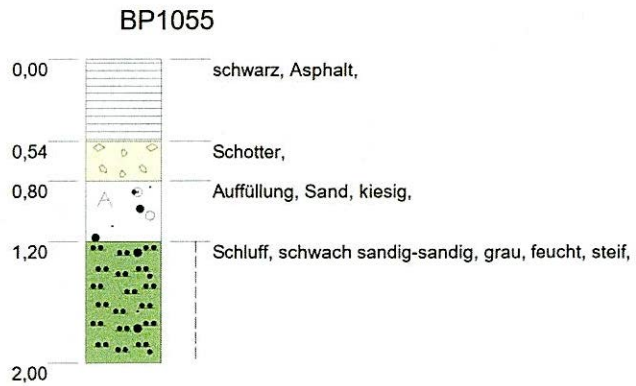 BP1055
0,00 schwarz, Asphalt,
0,54 Schotter,
0,80 Auffüllung, Sand, kiesig,
A
1,20 Schluff, schwach sandig-sandig, grau, feucht, steif,
2,00